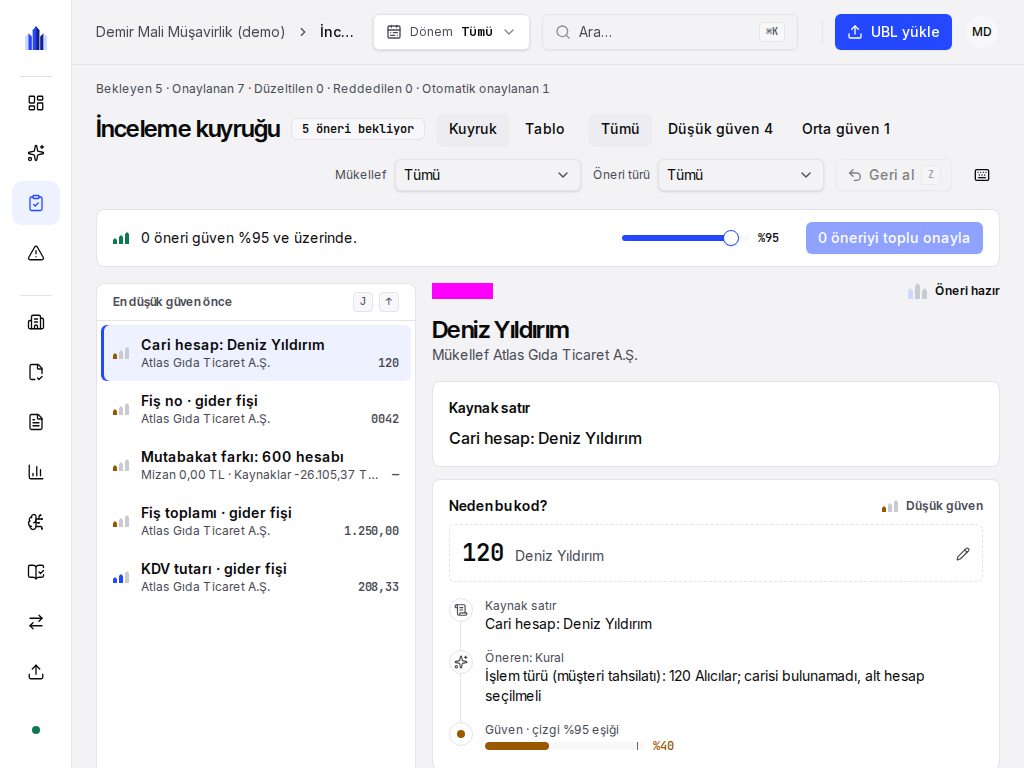 Demir Mali Müşavirlik (demo) › İnc…
Dönem Tümü
Ara… ⌘K
UBL yükle
MD
Bekleyen 5 · Onaylanan 7 · Düzeltilen 0 · Reddedilen 0 · Otomatik onaylanan 1
İnceleme kuyruğu 5 öneri bekliyor Kuyruk Tablo Tümü Düşük güven 4 Orta güven 1
Mükellef Tümü Öneri türü Tümü Geri al Z
0 öneri güven %95 ve üzerinde. %95 0 öneriyi toplu onayla
En düşük güven önce J ↑
Cari hesap: Deniz Yıldırım
Atlas Gıda Ticaret A.Ş. 120
Fiş no · gider fişi
Atlas Gıda Ticaret A.Ş. 0042
Mutabakat farkı: 600 hesabı
Mizan 0,00 TL · Kaynaklar -26.105,37 T… —
Fiş toplamı · gider fişi
Atlas Gıda Ticaret A.Ş. 1.250,00
KDV tutarı · gider fişi
Atlas Gıda Ticaret A.Ş. 208,33
Öneri hazır
Deniz Yıldırım
Mükellef Atlas Gıda Ticaret A.Ş.
Kaynak satır
Cari hesap: Deniz Yıldırım
Neden bu kod? Düşük güven
120 Deniz Yıldırım
Kaynak satır
Cari hesap: Deniz Yıldırım
Öneren: Kural
İşlem türü (müşteri tahsilatı): 120 Alıcılar; carisi bulunamadı, alt hesap
seçilmeli
Güven · çizgi %95 eşiği
%40